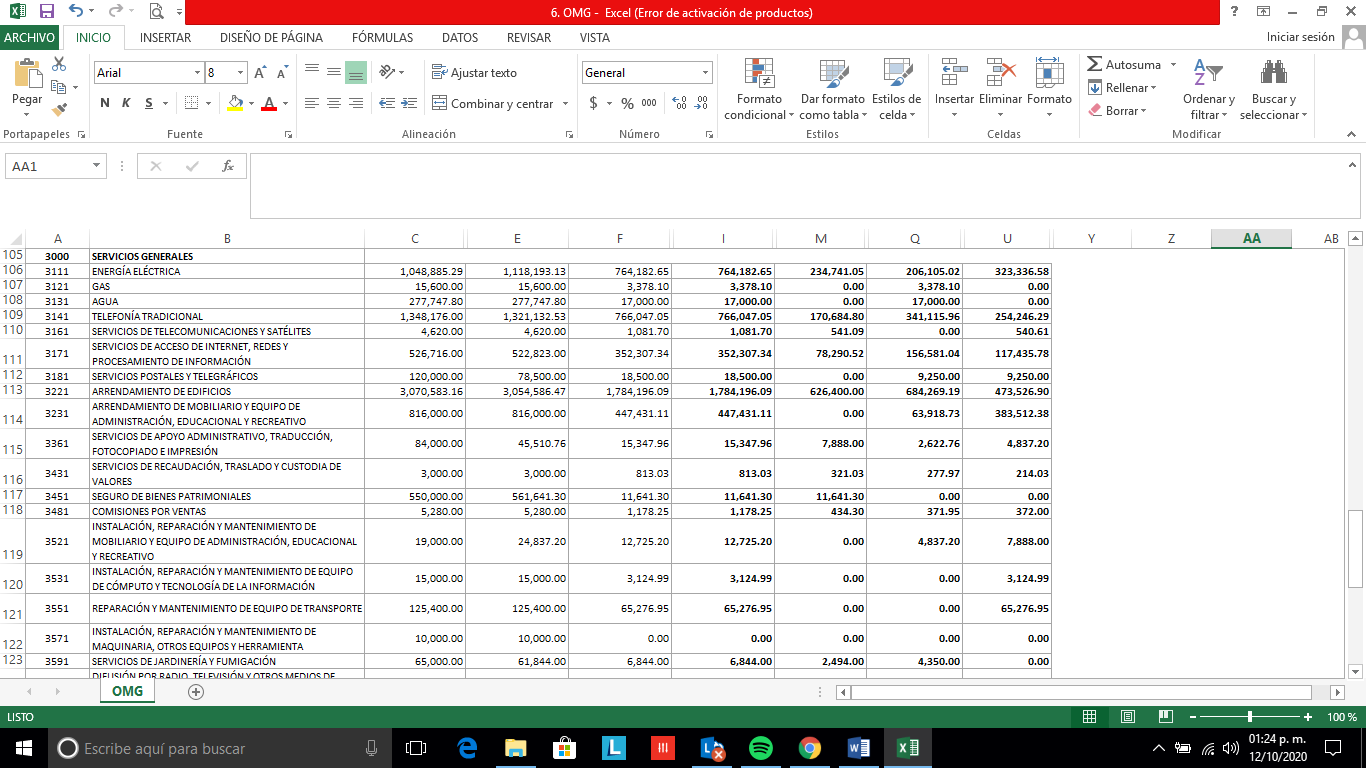 6. OMG - Excel (Error de activación de productos)
ARCHIVO INICIO INSERTAR DISEÑO DE PÁGINA FÓRMULAS DATOS REVISAR VISTA Iniciar sesión
Arial 8 Ajustar texto General Autosuma
Pegar Formato Dar formato Estilos de Insertar Eliminar Formato Rellenar Ordenar y Buscar y
N K S Combinar y centrar $ % 000 condicional como tabla celda Borrar filtrar seleccionar
Portapapeles Fuente Alineación Número Estilos Celdas Modificar
AA1 fx
A B C E F I M Q U Y Z AA AB
105 3000 SERVICIOS GENERALES
106 3111 ENERGÍA ELÉCTRICA 1,048,885.29 1,118,193.13 764,182.65 764,182.65 234,741.05 206,105.02 323,336.58
107 3121 GAS 15,600.00 15,600.00 3,378.10 3,378.10 0.00 3,378.10 0.00
108 3131 AGUA 277,747.80 277,747.80 17,000.00 17,000.00 0.00 17,000.00 0.00
109 3141 TELEFONÍA TRADICIONAL 1,348,176.00 1,321,132.53 766,047.05 766,047.05 170,684.80 341,115.96 254,246.29
110 3161 SERVICIOS DE TELECOMUNICACIONES Y SATÉLITES 4,620.00 4,620.00 1,081.70 1,081.70 541.09 0.00 540.61
SERVICIOS DE ACCESO DE INTERNET, REDES Y
111 3171 PROCESAMIENTO DE INFORMACIÓN 526,716.00 522,823.00 352,307.34 352,307.34 78,290.52 156,581.04 117,435.78
112 3181 SERVICIOS POSTALES Y TELEGRÁFICOS 120,000.00 78,500.00 18,500.00 18,500.00 0.00 9,250.00 9,250.00
113 3221 ARRENDAMIENTO DE EDIFICIOS 3,070,583.16 3,054,586.47 1,784,196.09 1,784,196.09 626,400.00 684,269.19 473,526.90
ARRENDAMIENTO DE MOBILIARIO Y EQUIPO DE
114 3231 ADMINISTRACIÓN, EDUCACIONAL Y RECREATIVO 816,000.00 816,000.00 447,431.11 447,431.11 0.00 63,918.73 383,512.38
SERVICIOS DE APOYO ADMINISTRATIVO, TRADUCCIÓN,
115 3361 FOTOCOPIADO E IMPRESIÓN 84,000.00 45,510.76 15,347.96 15,347.96 7,888.00 2,622.76 4,837.20
SERVICIOS DE RECAUDACIÓN, TRASLADO Y CUSTODIA DE
116 3431 VALORES 3,000.00 3,000.00 813.03 813.03 321.03 277.97 214.03
117 3451 SEGURO DE BIENES PATRIMONIALES 550,000.00 561,641.30 11,641.30 11,641.30 11,641.30 0.00 0.00
118 3481 COMISIONES POR VENTAS 5,280.00 5,280.00 1,178.25 1,178.25 434.30 371.95 372.00
INSTALACIÓN, REPARACIÓN Y MANTENIMIENTO DE
MOBILIARIO Y EQUIPO DE ADMINISTRACIÓN, EDUCACIONAL
119 3521 Y RECREATIVO 19,000.00 24,837.20 12,725.20 12,725.20 0.00 4,837.20 7,888.00
INSTALACIÓN, REPARACIÓN Y MANTENIMIENTO DE EQUIPO
120 3531 DE CÓMPUTO Y TECNOLOGÍA DE LA INFORMACIÓN 15,000.00 15,000.00 3,124.99 3,124.99 0.00 0.00 3,124.99
121 3551 REPARACIÓN Y MANTENIMIENTO DE EQUIPO DE TRANSPORTE 125,400.00 125,400.00 65,276.95 65,276.95 0.00 0.00 65,276.95
INSTALACIÓN, REPARACIÓN Y MANTENIMIENTO DE
122 3571 MAQUINARIA, OTROS EQUIPOS Y HERRAMIENTA 10,000.00 10,000.00 0.00 0.00 0.00 0.00 0.00
123 3591 SERVICIOS DE JARDINERÍA Y FUMIGACIÓN 65,000.00 61,844.00 6,844.00 6,844.00 2,494.00 4,350.00 0.00
DIFUSIÓN POR RADIO, TELEVISIÓN Y OTROS MEDIOS DE
OMG
LISTO 100 %
Escribe aquí para buscar
01:24 p. m.
12/10/2020